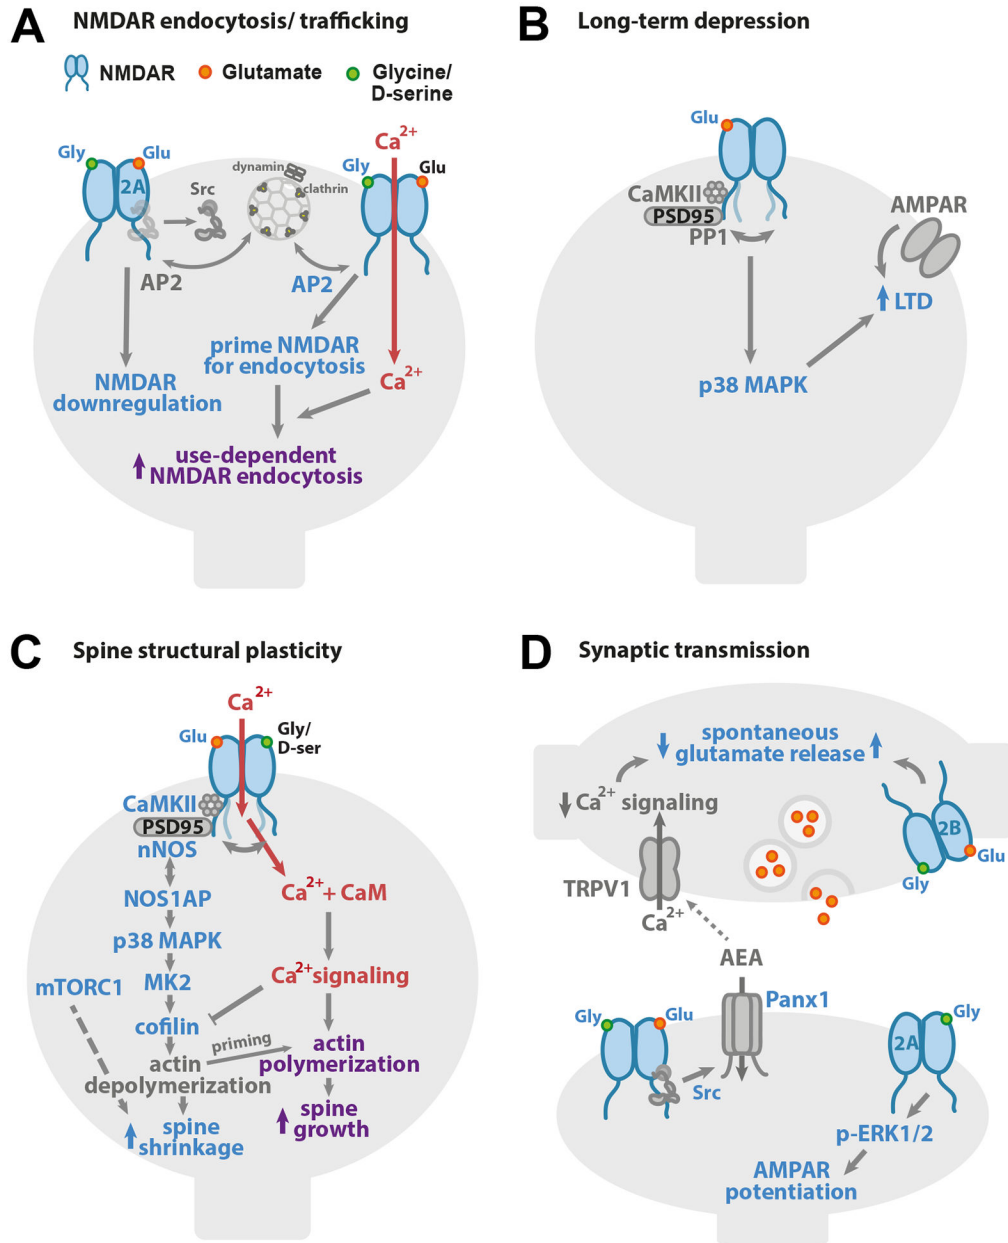 A
NMDAR endocytosis/ trafficking
NMDAR
Glutamate
Glycine/
D-serine
Gly
Glu
2A
Src
dynamin
clathrin
Ca2+
Gly
Glu
AP2
AP2
prime NMDAR
for endocytosis
Ca2+
NMDAR
downregulation
use-dependent
NMDAR endocytosis
B
Long-term depression
Glu
CaMKII
PSD95
PP1
AMPAR
LTD
p38 MAPK
C
Spine structural plasticity
Ca2+
Glu
Gly/
D-ser
CaMKII
PSD95
nNOS
NOS1AP
Ca2+ + CaM
p38 MAPK
mTORC1
MK2
Ca2+ signaling
cofilin
priming
actin
depolymerization
actin
polymerization
spine
shrinkage
spine
growth
D
Synaptic transmission
spontaneous
glutamate release
Ca2+ signaling
2B
Glu
Gly
TRPV1
Ca2+
AEA
Panx1
Gly
Glu
Src
Gly
2A
p-ERK1/2
AMPAR
potentiation